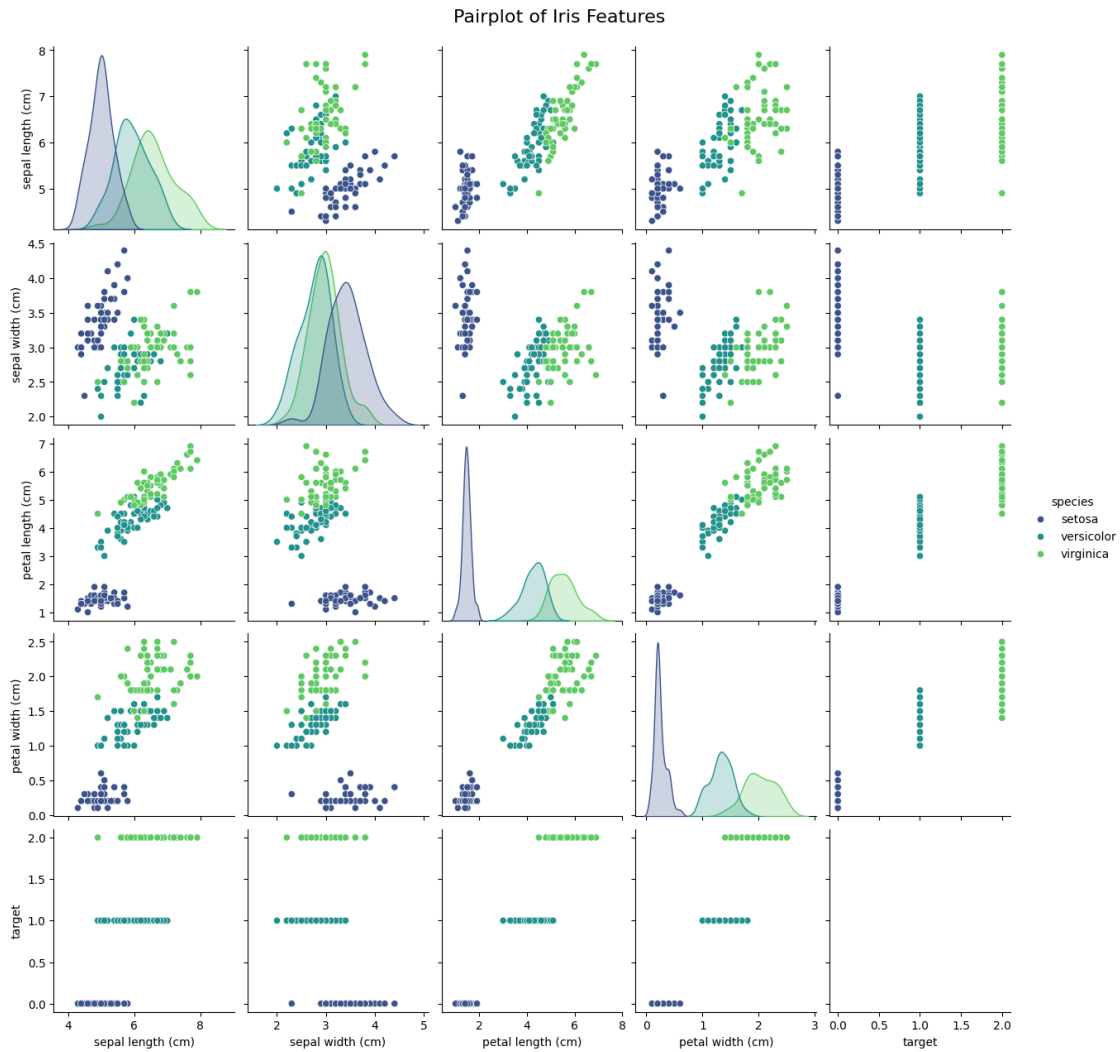 Pairplot of Iris Features
8
7
6
5
sepal length (cm)
4.5
4.0
3.5
3.0
2.5
2.0
sepal width (cm)
7
6
5
4
3
2
1
petal length (cm)
2.5
2.0
1.5
1.0
0.5
0.0
petal width (cm)
2.0
1.5
1.0
0.5
0.0
target
4 6 8
sepal length (cm)
2 3 4 5
sepal width (cm)
2 4 6 8
petal length (cm)
0 1 2 3
petal width (cm)
0.0 0.5 1.0 1.5 2.0
target
species
setosa
versicolor
virginica